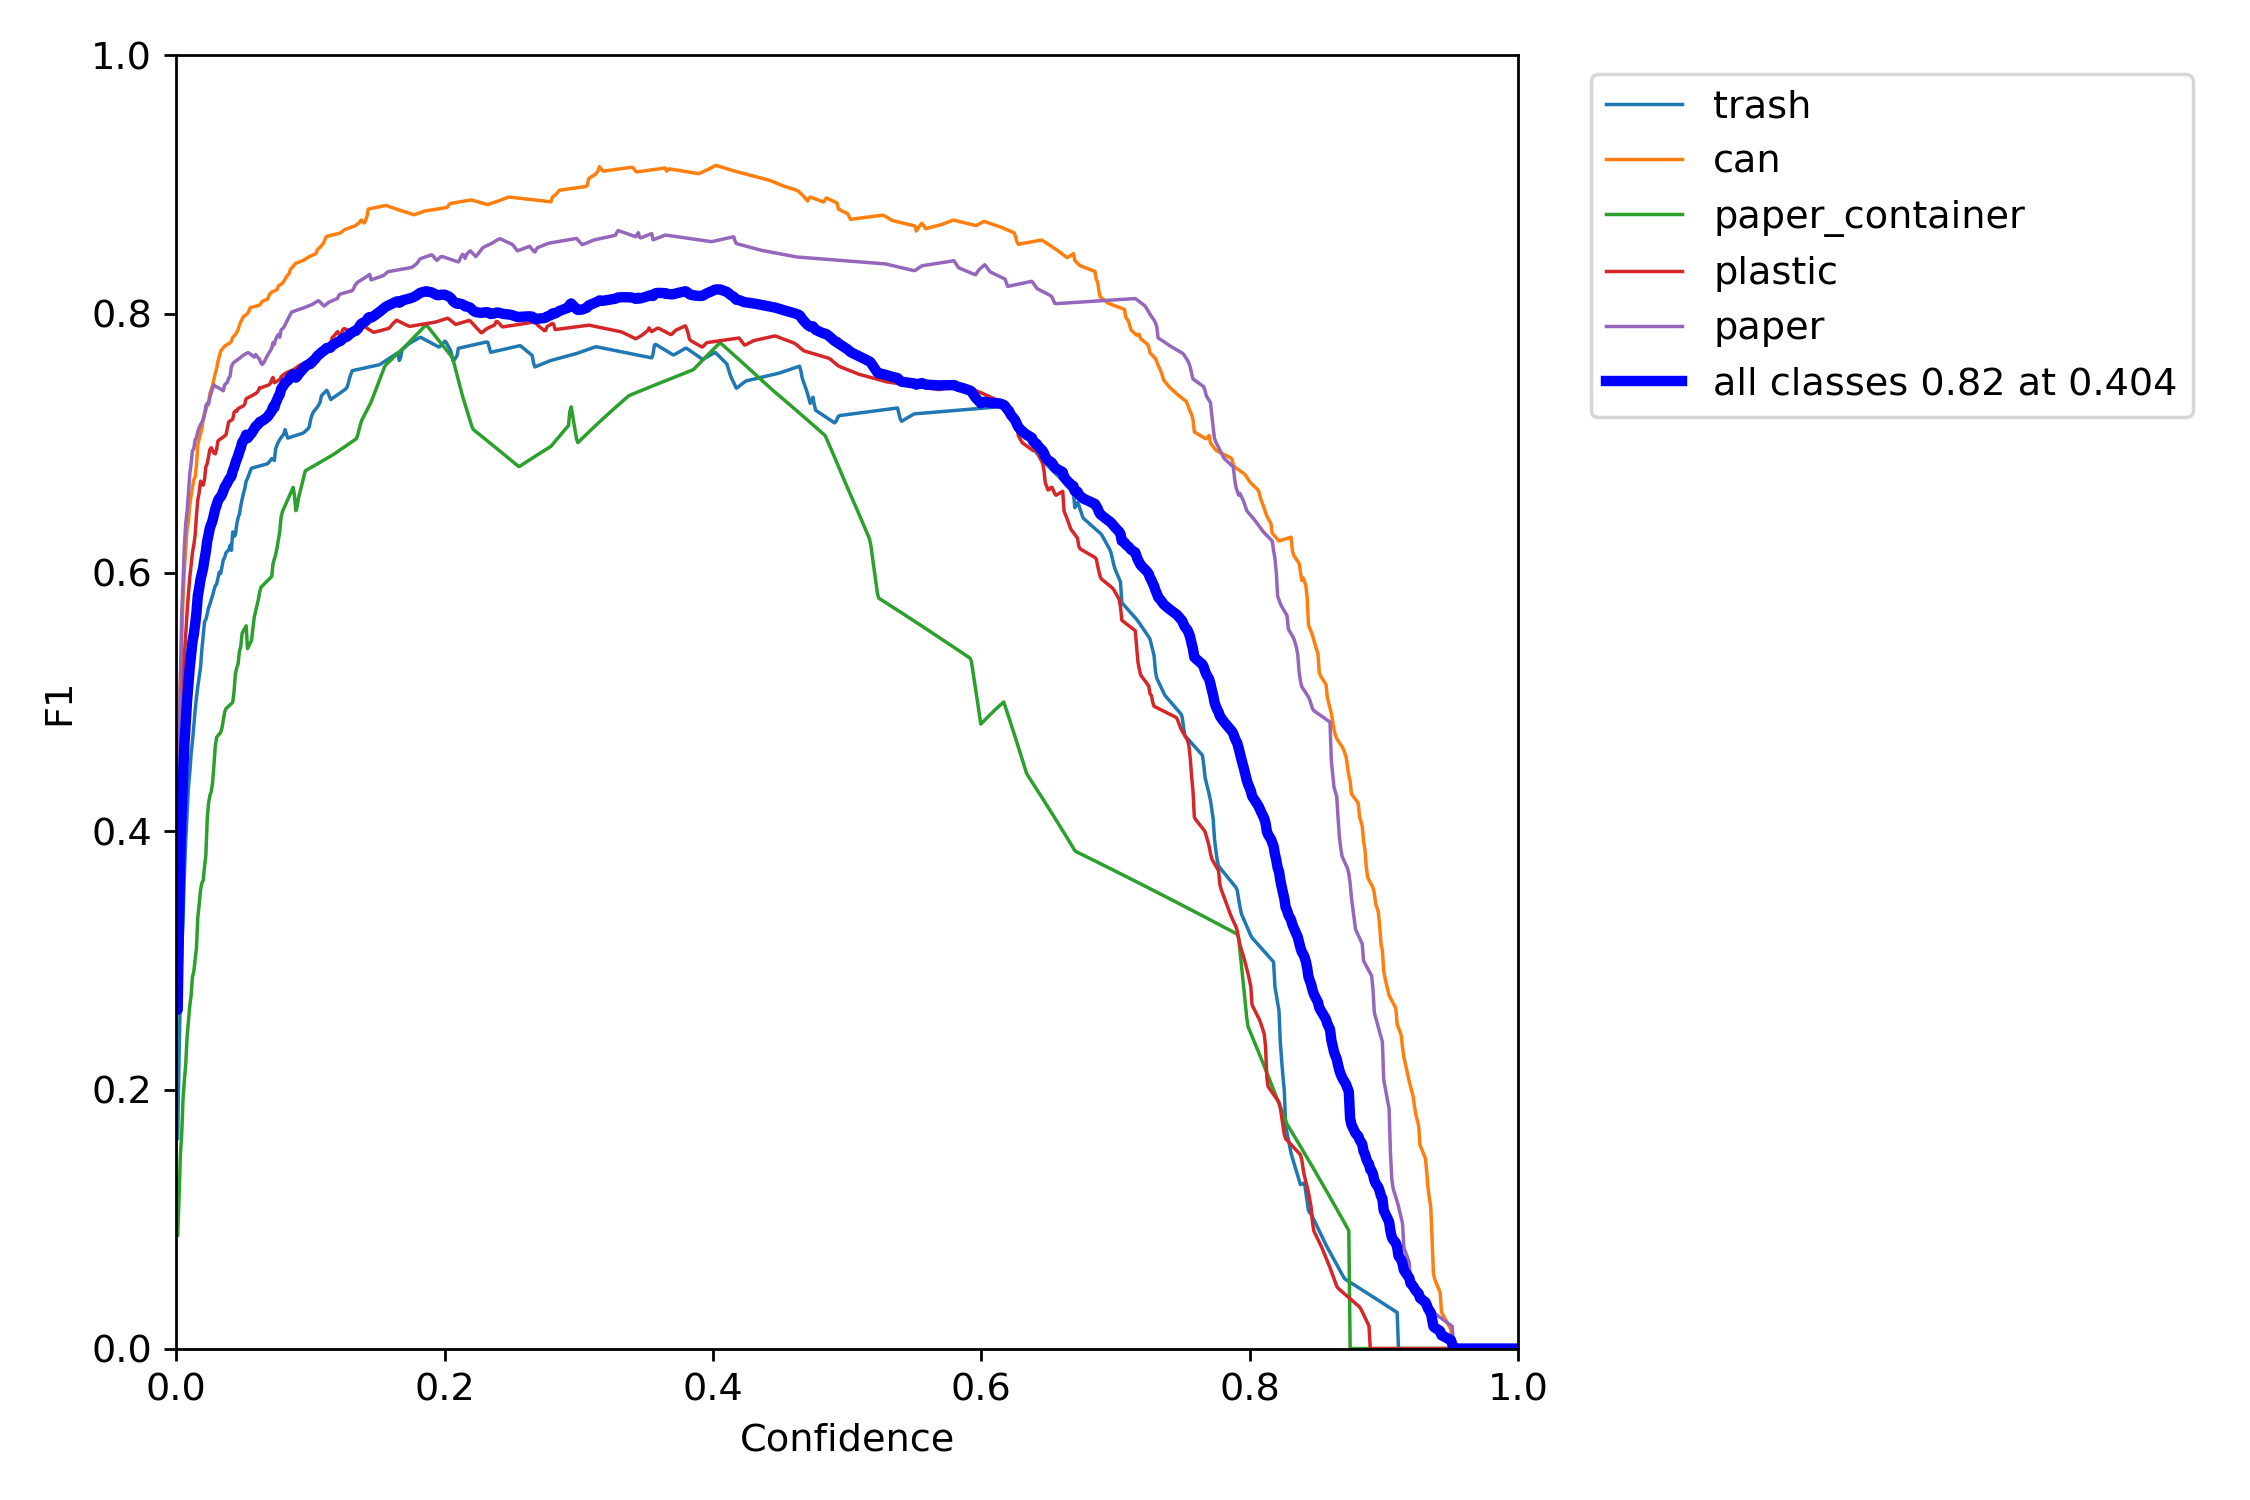 1.0
0.8
0.6
0.4
0.2
0.0
F1
0.0 0.2 0.4 0.6 0.8 1.0
Confidence
trash
can
paper_container
plastic
paper
all classes 0.82 at 0.404